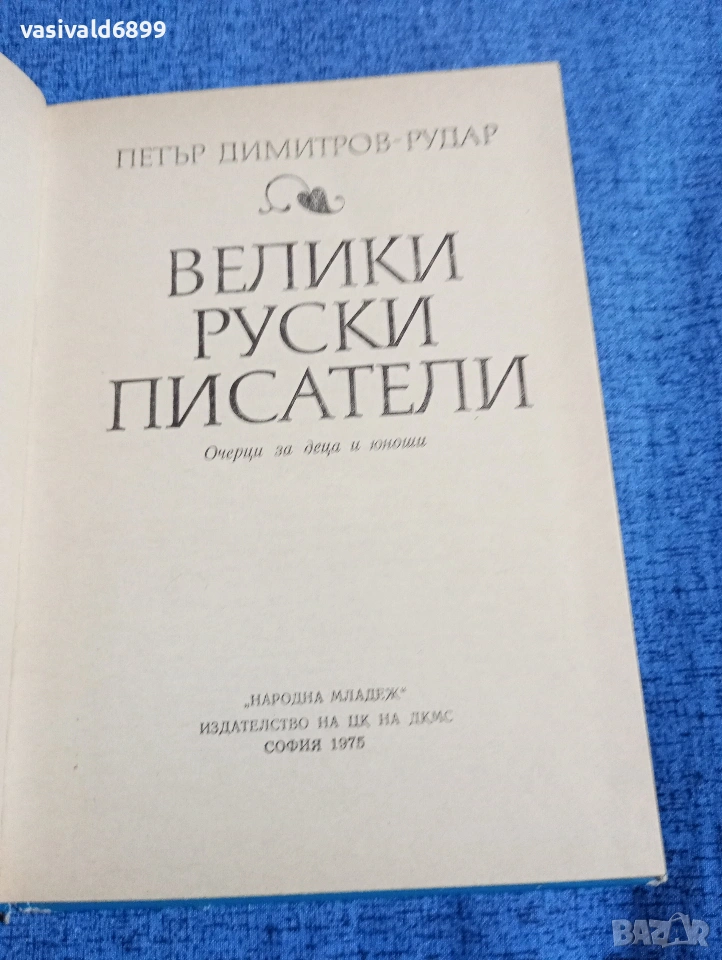 vasivald6899
ПЕТЪР ДИМИТРОВ-РУДАР
ВЕЛИКИ
РУСКИ
ПИСАТЕЛИ
Очерци за деца и юноши
„НАРОДНА МЛАДЕЖ“
ИЗДАТЕЛСТВО НА ЦК НА ДКМС
СОФИЯ 1975
BAZAR